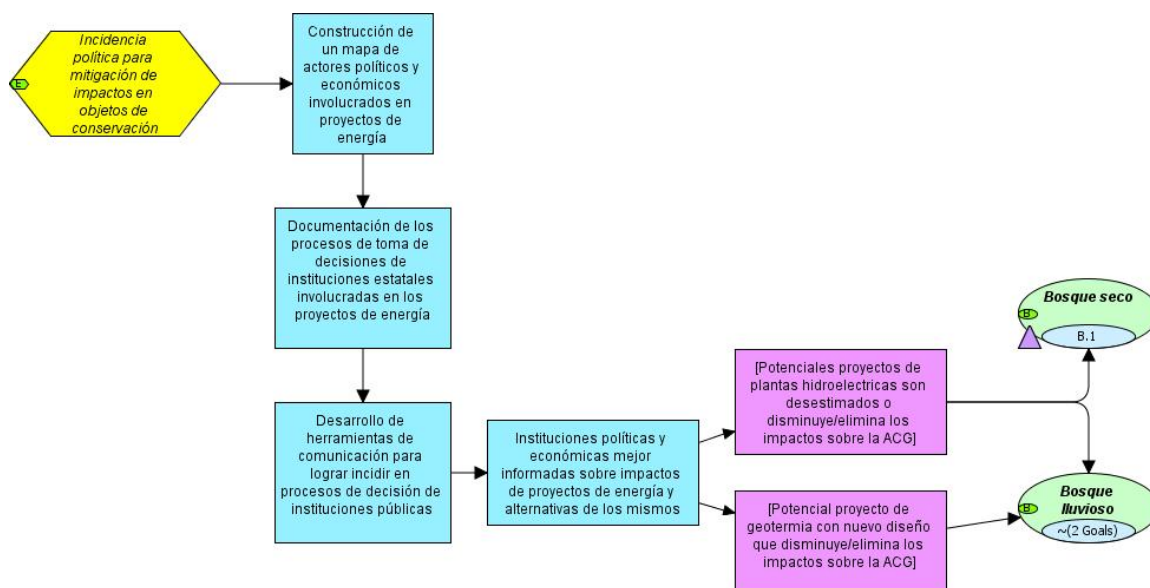 Incidencia
política para
mitigación de
impactos en
objetos de
conservación
E
Construcción de
un mapa de
actores políticos y
económicos
involucrados en
proyectos de
energía
Documentación de los
procesos de toma de
decisiones de
instituciones estatales
involucradas en los
proyectos de energía
Desarrollo de
herramientas de
comunicación para
lograr incidir en
procesos de decisión de
instituciones públicas
Instituciones políticas y
económicas mejor
informadas sobre impactos
de proyectos de energía y
alternativas de los mismos
[Potenciales proyectos de
plantas hidroelectricas son
desestimados o
disminuye/elimina los
impactos sobre la ACG]
[Potencial proyecto de
geotermia con nuevo diseño
que disminuye/elimina los
impactos sobre la ACG]
Bosque seco
B
B.1
Bosque
lluvioso
B
~(2 Goals)